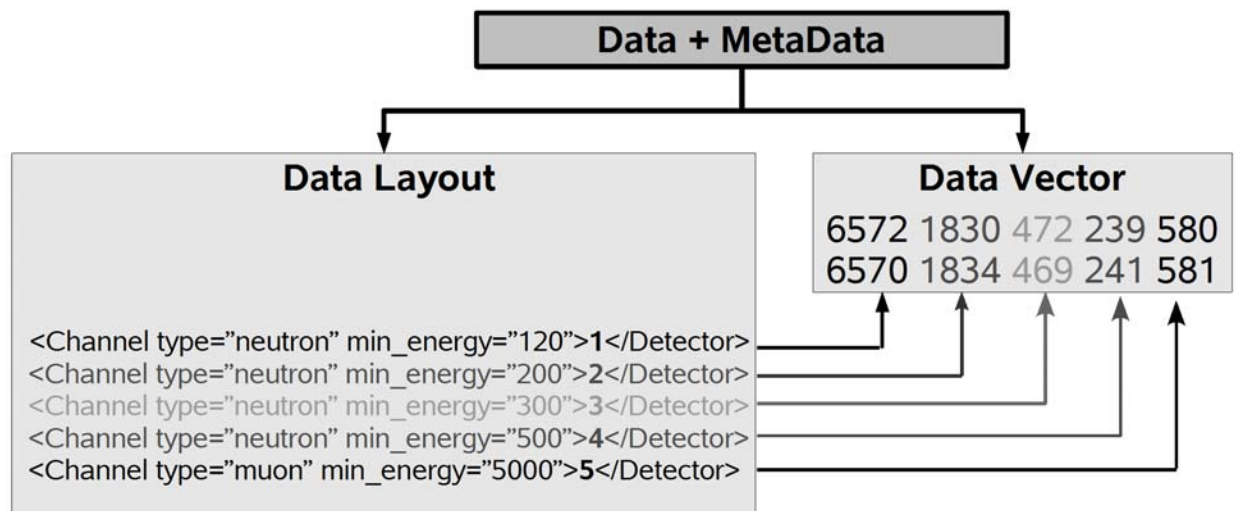 Data + MetaData
Data Layout
<Channel type="neutron" min_energy=”120”>1</Detector>
<Channel type=”neutron” min_energy=”200”>2</Detector>
<Channel type=”neutron” min_energy=”300”>3</Detector>
<Channel type=”neutron” min_energy=”500”>4</Detector>
<Channel type=”muon” min_energy=”5000”>5</Detector>
Data Vector
6572 1830 472 239 580
6570 1834 469 241 581